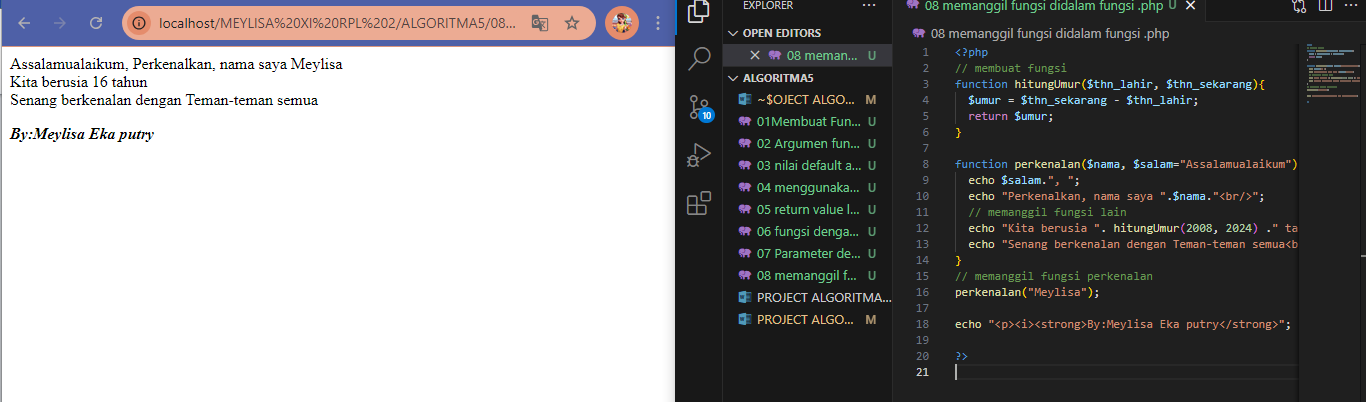 localhost/MEYLISA%20XI%20RPL%202/ALGORITMA5/08...
Assalamualaikum, Perkenalkan, nama saya Meylisa
Kita berusia 16 tahun
Senang berkenalan dengan Teman-teman semua
By:Meylisa Eka putry
10
EXPLORER
OPEN EDITORS
08 meman... U
ALGORITMA5
~$OJECT ALGO... M
01Membuat Fun... U
02 Argumen fun... U
03 nilai default a... U
04 menggunaka... U
05 return value l... U
06 fungsi denga... U
07 Parameter de... U
08 memanggil f... U
PROJECT ALGORITMA...
PROJECT ALGO... M
08 memanggil fungsi didalam fungsi .php U
08 memanggil fungsi didalam fungsi .php
1 <?php
2 // membuat fungsi
3 function hitungUmur($thn_lahir, $thn_sekarang){
4 $umur = $thn_sekarang - $thn_lahir;
5 return $umur;
6 }
7
8 function perkenalan($nama, $salam="Assalamualaikum")
9 echo $salam.", ";
10 echo "Perkenalkan, nama saya ".$nama."<br/>";
11 // memanggil fungsi lain
12 echo "Kita berusia ". hitungUmur(2008, 2024) ." ta
13 echo "Senang berkenalan dengan Teman-teman semua<b
14 }
15 // memanggil fungsi perkenalan
16 perkenalan("Meylisa");
17
18 echo "<p><i><strong>By:Meylisa Eka putry</strong>";
19
20 ?>
21